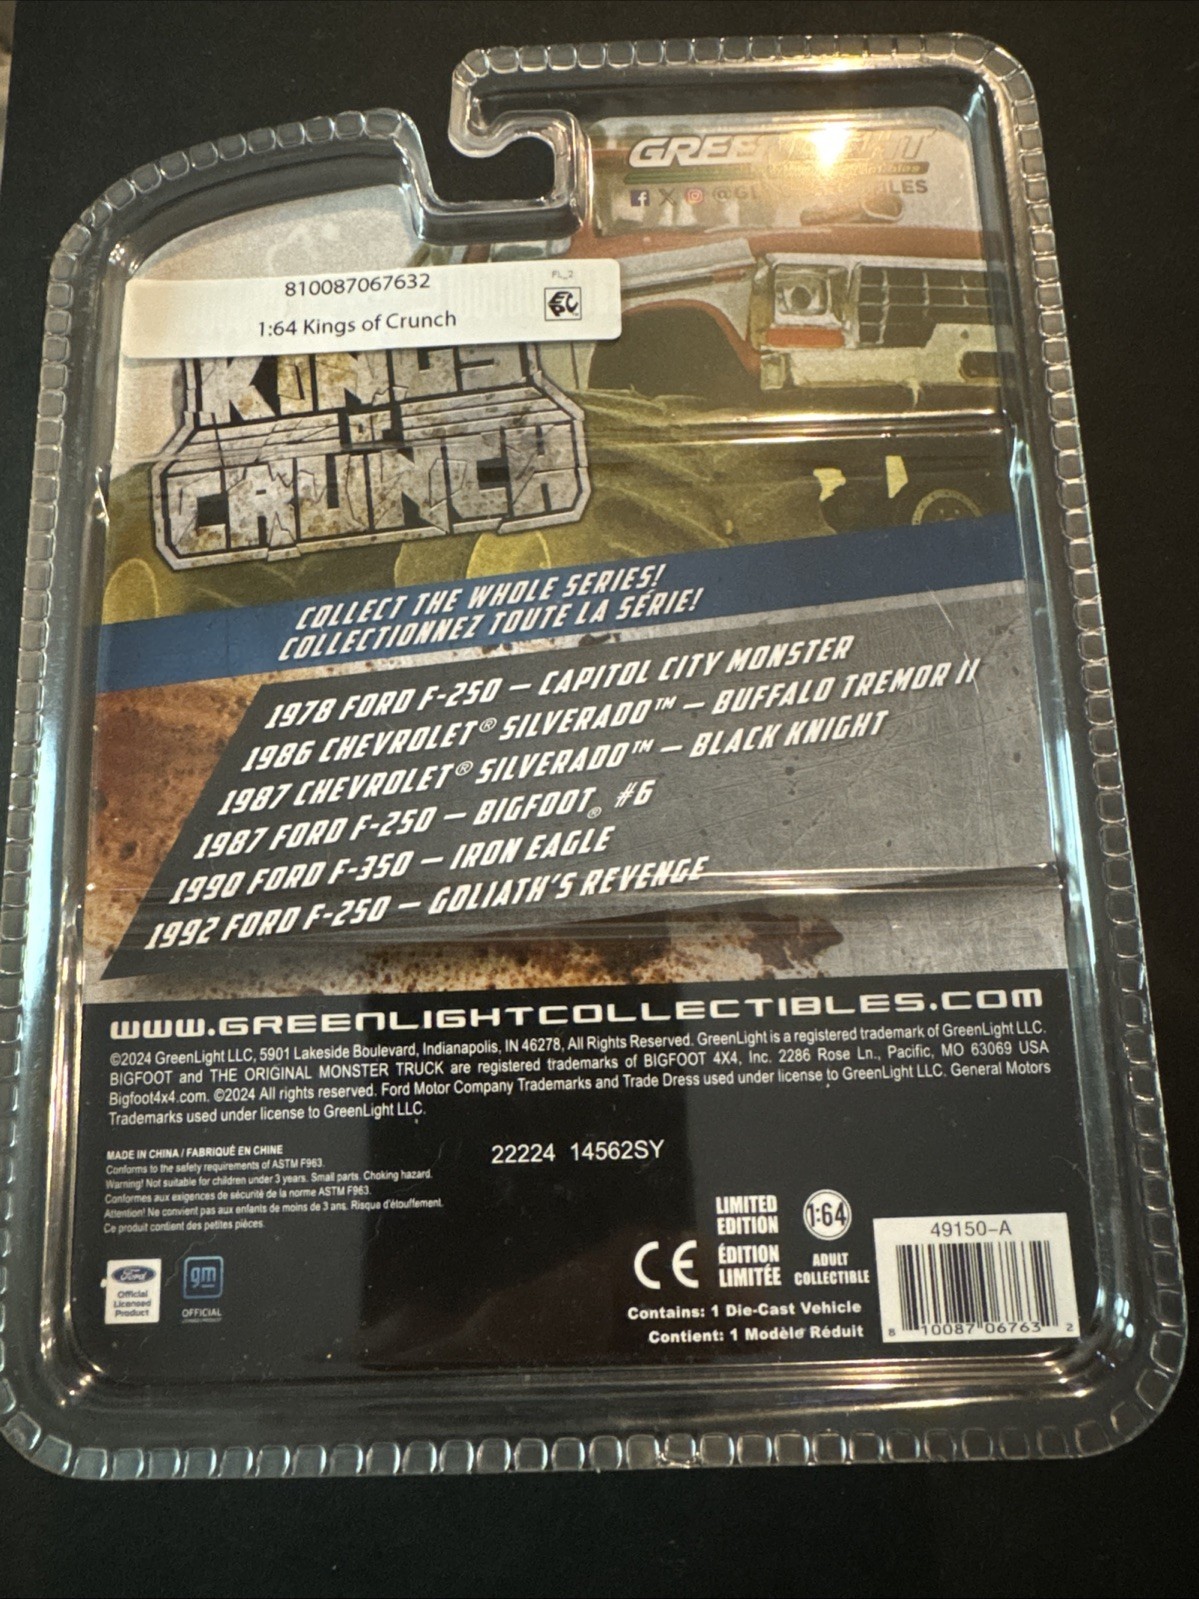 GREENLIGHT
810087067632
FL_2
1:64 Kings of Crunch
KINGS
OF
CRUNCH
COLLECT THE WHOLE SERIES!
COLLECTIONNEZ TOUTE LA SÉRIE!
1978 FORD F-250 – CAPITOL CITY MONSTER
1986 CHEVROLET® SILVERADO™ – BUFFALO TREMOR II
1987 CHEVROLET® SILVERADO™ – BLACK KNIGHT
1987 FORD F-250 – BIGFOOT® #6
1990 FORD F-350 – IRON EAGLE
1992 FORD F-250 – GOLIATH'S REVENGE
WWW.GREENLIGHTCOLLECTIBLES.COM
©2024 GreenLight LLC, 5901 Lakeside Boulevard, Indianapolis, IN 46278, All Rights Reserved. GreenLight is a registered trademark of GreenLight LLC.
BIGFOOT and THE ORIGINAL MONSTER TRUCK are registered trademarks of BIGFOOT 4X4, Inc. 2286 Rose Ln., Pacific, MO 63069 USA
Bigfoot4x4.com. ©2024 All rights reserved. Ford Motor Company Trademarks and Trade Dress used under license to GreenLight LLC. General Motors
Trademarks used under license to GreenLight LLC.
MADE IN CHINA / FABRIQUÉ EN CHINE
Conforms to the safety requirements of ASTM F963.
Warning! Not suitable for children under 3 years. Small parts. Choking hazard.
Conformes aux exigences de sécurité de la norme ASTM F963.
Attention! Ne convient pas aux enfants de moins de 3 ans. Risque d'étouffement.
Ce produit contient des petites pièces.
22224 14562SY
Ford
Official
Licensed
Product
gm
OFFICIAL
LICENSED PRODUCT
CE
LIMITED
EDITION
ÉDITION
LIMITÉE
1:64
ADULT
COLLECTIBLE
Contains: 1 Die-Cast Vehicle
Contient: 1 Modèle Réduit
49150-A
8 10087 06763 2